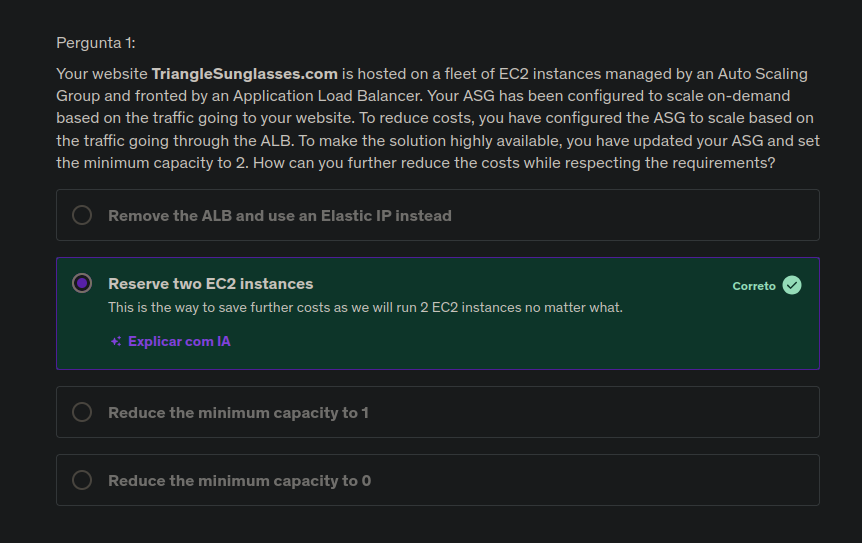 Pergunta 1:
Your website TriangleSunglasses.com is hosted on a fleet of EC2 instances managed by an Auto Scaling
Group and fronted by an Application Load Balancer. Your ASG has been configured to scale on-demand
based on the traffic going to your website. To reduce costs, you have configured the ASG to scale based on
the traffic going through the ALB. To make the solution highly available, you have updated your ASG and set
the minimum capacity to 2. How can you further reduce the costs while respecting the requirements?
Remove the ALB and use an Elastic IP instead
Reserve two EC2 instances
Correto
This is the way to save further costs as we will run 2 EC2 instances no matter what.
Explicar com IA
Reduce the minimum capacity to 1
Reduce the minimum capacity to 0